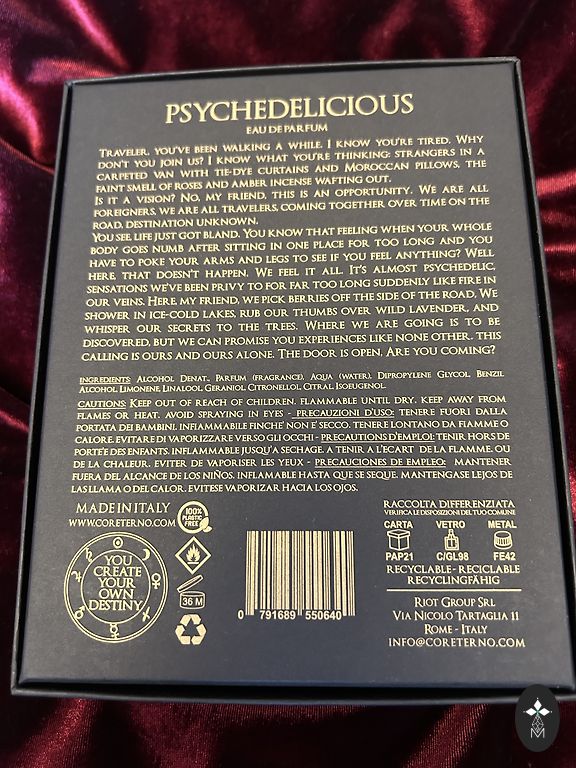 PSYCHEDELICIOUS
EAU DE PARFUM
TRAVELER, YOU'VE BEEN WALKING A WHILE. I KNOW YOU'RE TIRED. WHY
DON'T YOU JOIN US? I KNOW WHAT YOU'RE THINKING: STRANGERS IN A
CARPETED VAN WITH TIE-DYE CURTAINS AND MOROCCAN PILLOWS, THE
FAINT SMELL OF ROSES AND AMBER INCENSE WAFTING OUT.
IS IT A VISION? NO, MY FRIEND, THIS IS AN OPPORTUNITY. WE ARE ALL
FOREIGNERS, WE ARE ALL TRAVELERS, COMING TOGETHER OVER TIME ON THE
ROAD, DESTINATION UNKNOWN.
YOU SEE, LIFE JUST GOT BLAND. YOU KNOW THAT FEELING WHEN YOUR WHOLE
BODY GOES NUMB AFTER SITTING IN ONE PLACE FOR TOO LONG AND YOU
HAVE TO POKE YOUR ARMS AND LEGS TO SEE IF YOU FEEL ANYTHING? WELL
HERE, THAT DOESN'T HAPPEN. WE FEEL IT ALL. IT'S ALMOST PSYCHEDELIC,
SENSATIONS WE'VE BEEN PRIVY TO FOR FAR TOO LONG SUDDENLY LIKE FIRE IN
OUR VEINS. HERE, MY FRIEND, WE PICK BERRIES OFF THE SIDE OF THE ROAD, WE
SHOWER IN ICE-COLD LAKES, RUB OUR THUMBS OVER WILD LAVENDER, AND
WHISPER OUR SECRETS TO THE TREES. WHERE WE ARE GOING IS TO BE
DISCOVERED, BUT WE CAN PROMISE YOU EXPERIENCES LIKE NONE OTHER. THIS
CALLING IS OURS AND OURS ALONE. THE DOOR IS OPEN. ARE YOU COMING?
INGREDIENTS: ALCOHOL DENAT., PARFUM (FRAGRANCE), AQUA (WATER), DIPROPYLENE GLYCOL, BENZIL
ALCOHOL, LIMONENE, LINALOOL, GERANIOL, CITRONELLOL, CITRAL, ISOEUGENOL.
CAUTIONS: KEEP OUT OF REACH OF CHILDREN. FLAMMABLE UNTIL DRY. KEEP AWAY FROM
FLAMES OR HEAT. AVOID SPRAYING IN EYES - PRECAUZIONI D'USO: TENERE FUORI DALLA
PORTATA DEI BAMBINI. INFIAMMABILE FINCHE' NON E' SECCO. TENERE LONTANO DA FIAMME O
CALORE. EVITARE DI VAPORIZZARE VERSO GLI OCCHI - PRECAUTIONS D'EMPLOI: TENIR HORS DE
PORTÉE DES ENFANTS. INFLAMMABLE JUSQU'A SECHAGE. A TENIR A L'ECART DE LA FLAMME, OU
DE LA CHALEUR. EVITER DE VAPORISER LES YEUX - PRECAUCIONES DE EMPLEO: MANTENER
FUERA DEL ALCANCE DE LOS NIÑOS. INFLAMABLE HASTA QUE SE SEQUE. MANTENGASE LEJOS DE
LAS LLAMA O DEL CALOR. EVITESE VAPORIZAR HACIA LOS OJOS.
MADE IN ITALY
WWW.CORETERNO.COM
100%
PLASTIC
FREE
YOU
CREATE
YOUR
OWN
DESTINY
36 M
0 791689 550640
RACCOLTA DIFFERENZIATA
VERIFICA LE DISPOSIZIONI DEL TUO COMUNE
CARTA VETRO METAL
PAP21 C/GL98 FE42
RECYCLABLE- RECICLABLE
RECYCLINGFÄHIG
RIOT GROUP SRL
VIA NICOLO TARTAGLIA 11
ROME - ITALY
INFO@CORETERNO.COM
M